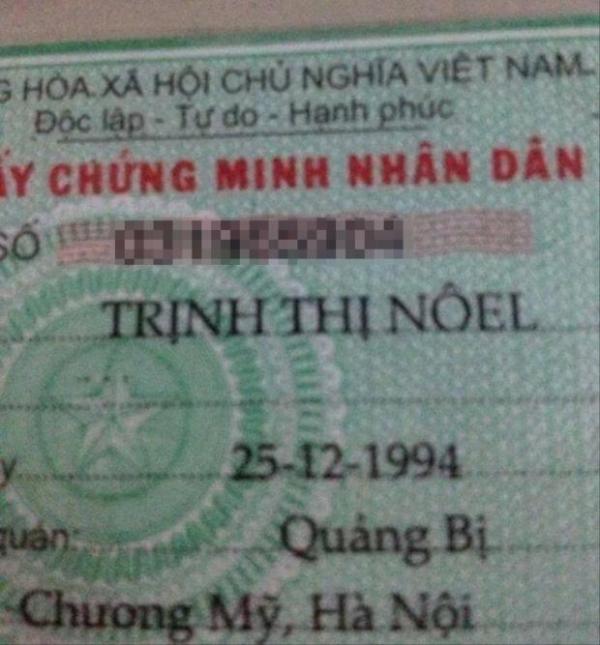 G HÒA XÃ HỘI CHỦ NGHĨA VIỆT NAM
Độc lập - Tự do - Hạnh phúc
ẤY CHỨNG MINH NHÂN DÂN
SỐ
TRỊNH THỊ NÔEL
y 25-12-1994
quán: Quảng Bị
Chương Mỹ, Hà Nội